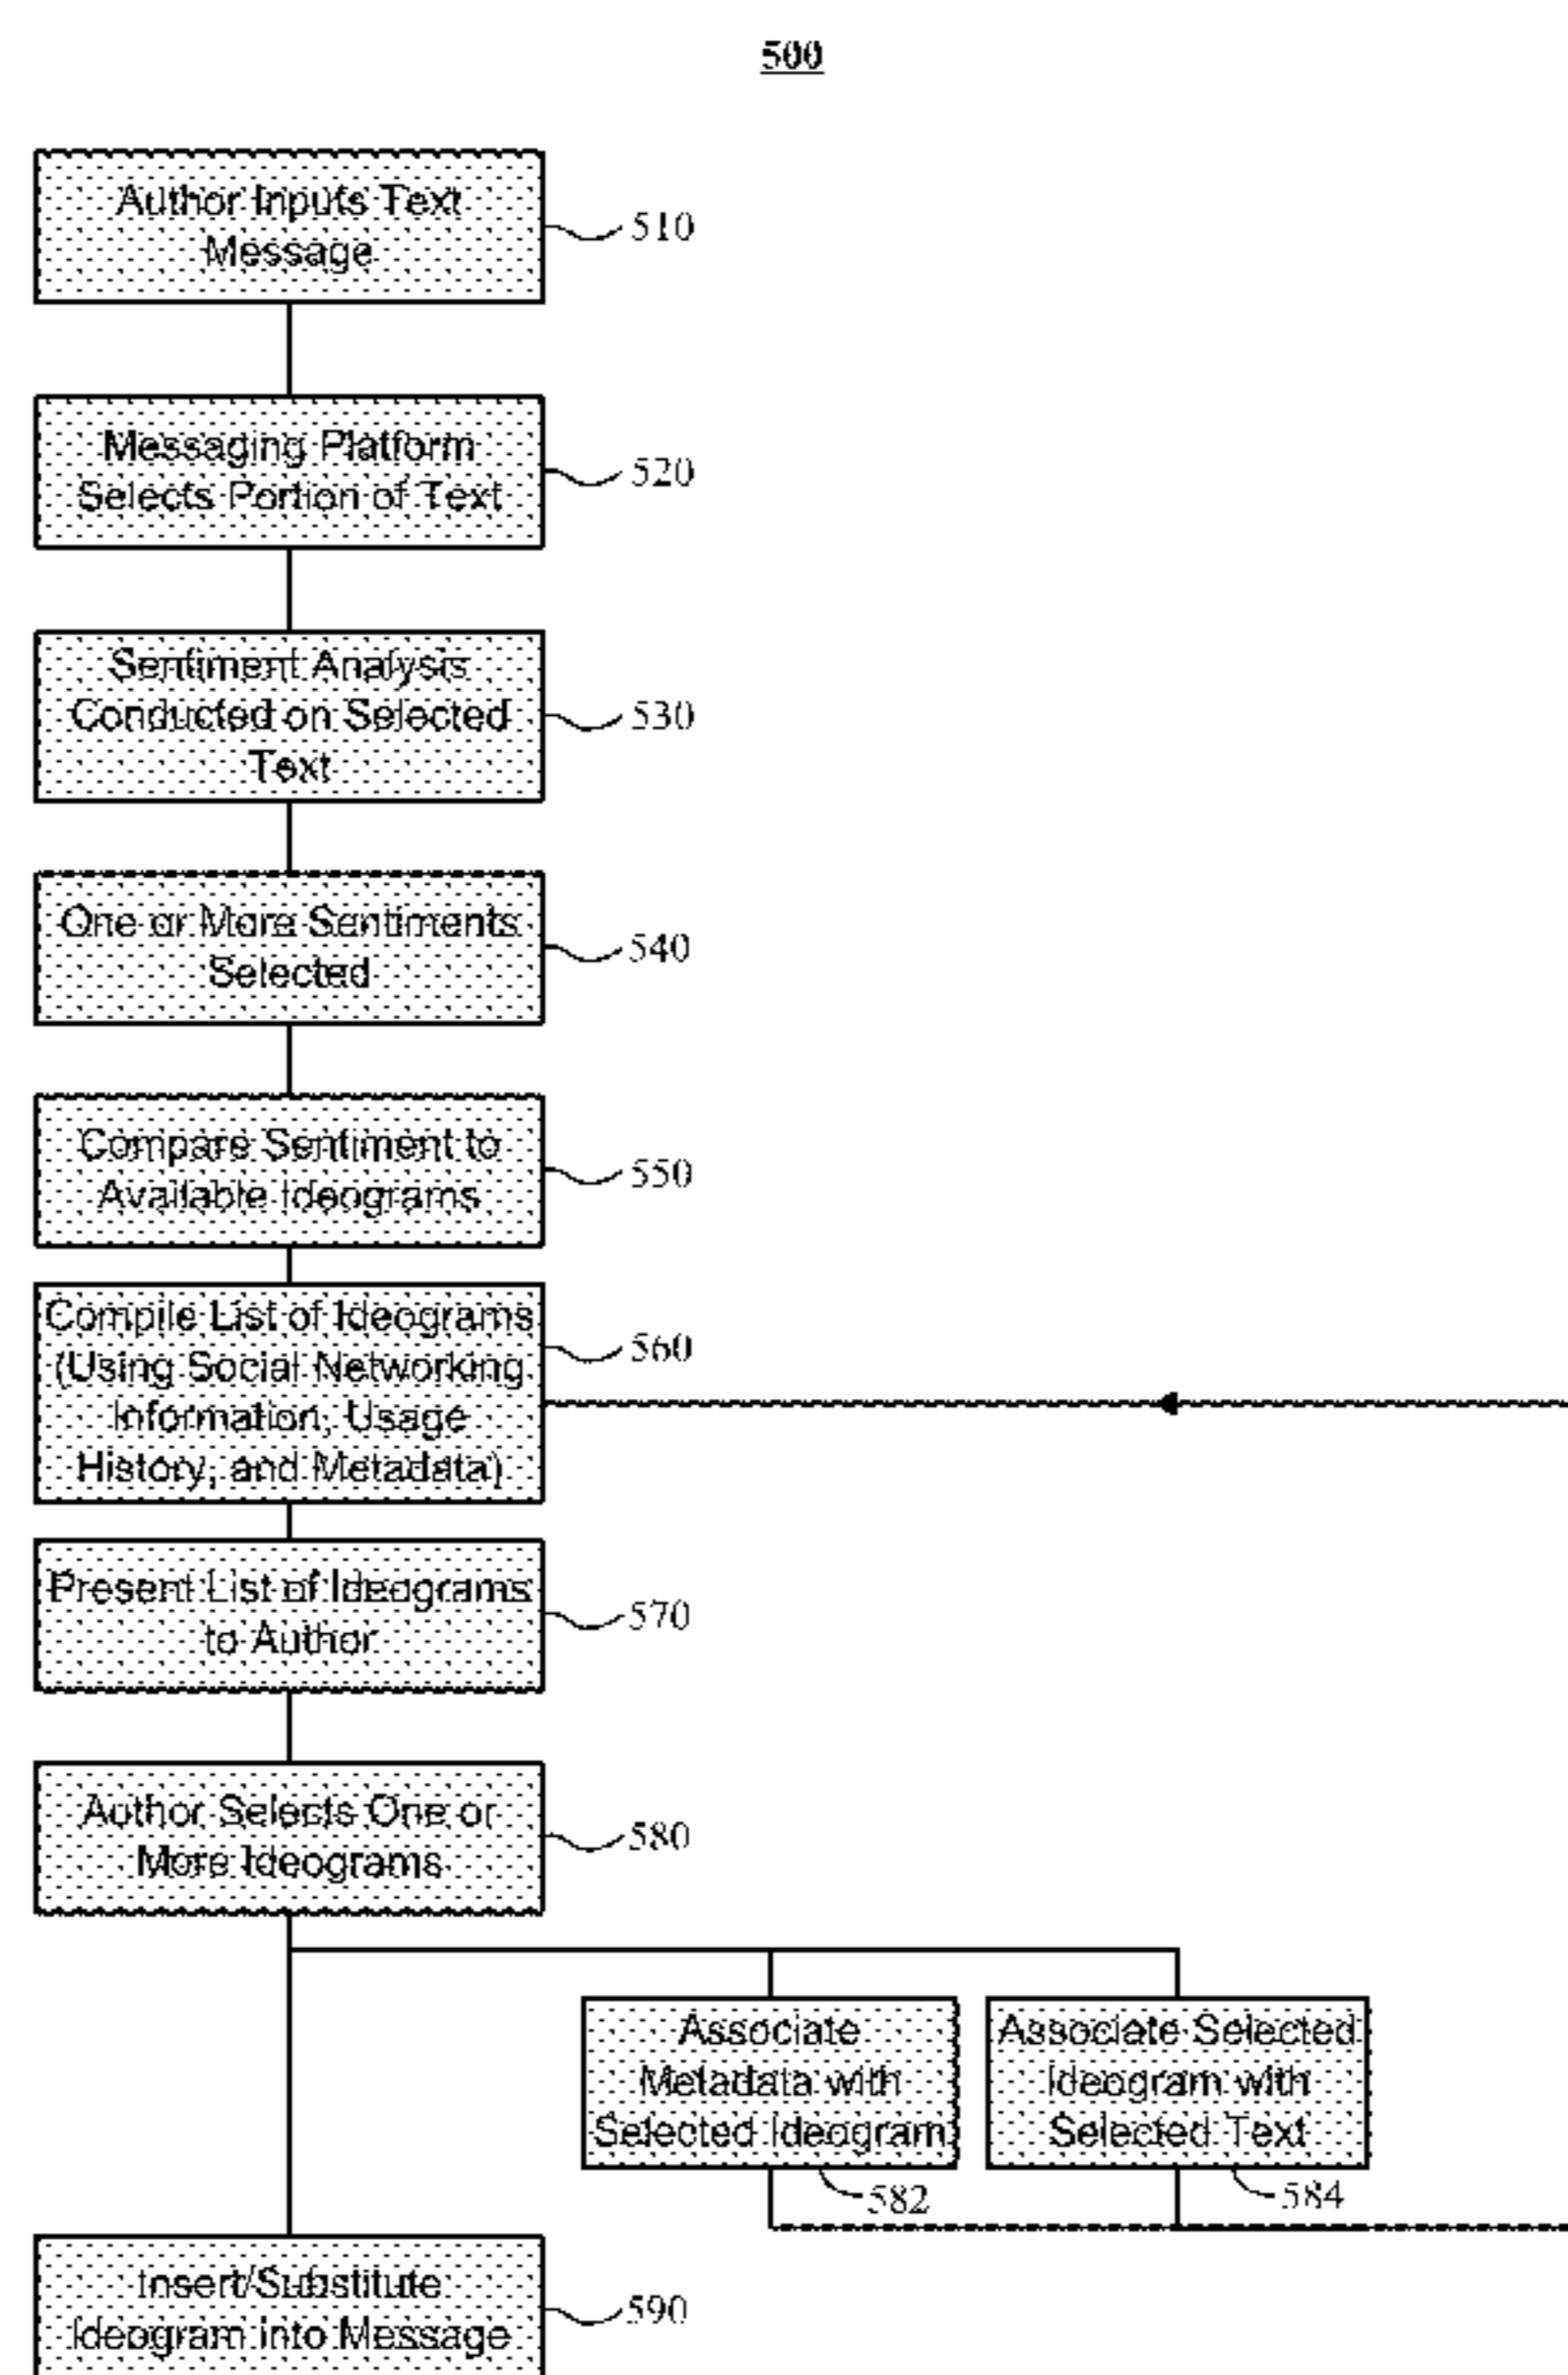 500
Author Inputs Text
Message
510
Messaging Platform
Selects Portion of Text
520
Sentiment Analysis
Conducted on Selected
Text
530
One or More Sentiments
Selected
540
Compare Sentiment to
Available Ideograms
550
Compile List of Ideograms
(Using Social Networking
Information, Usage
History, and Metadata)
560
Present List of Ideograms
to Author
570
Author Selects One or
More Ideograms
580
Associate
Metadata with
Selected Ideogram
582
Associate Selected
Ideogram with
Selected Text
584
Insert/Substitute
Ideogram into Message
590